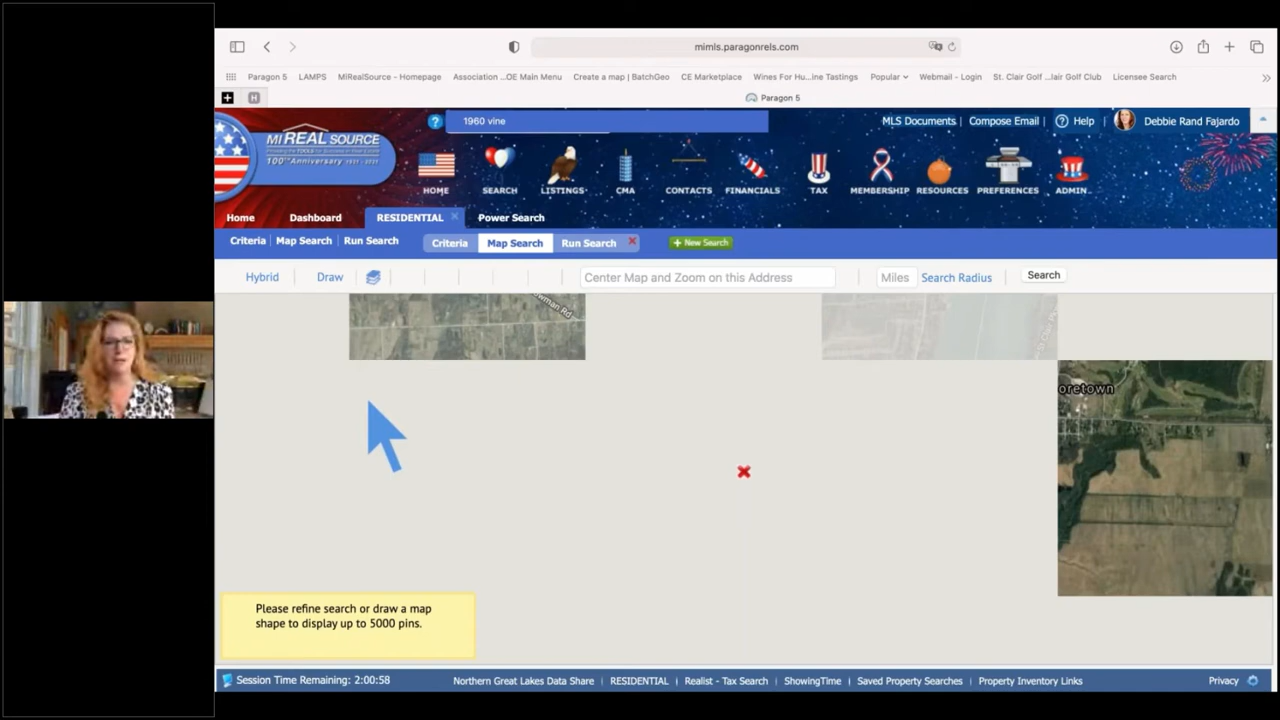 mimls.paragonrels.com
Paragon 5
LAMPS
MiRealSource - Homepage
Association ...OE Main Menu
Create a map | BatchGeo
CE Marketplace
Wines For Hu...ine Tastings
Popular
Webmail - Login
St. Clair Golf ...lair Golf Club
Licensee Search
H
Paragon 5
MI REAL SOURCE
100th Anniversary 1921 - 2021
1960 vine
MLS Documents
Compose Email
Help
Debbie Rand Fajardo
HOME
SEARCH
LISTINGS
CMA
CONTACTS
FINANCIALS
TAX
MEMBERSHIP
RESOURCES
PREFERENCES
ADMIN
Home
Dashboard
RESIDENTIAL
Power Search
Criteria
Map Search
Run Search
Criteria
Map Search
Run Search
New Search
Hybrid
Draw
Center Map and Zoom on this Address
Miles
Search Radius
Search
owman Rd
oretown
Please refine search or draw a map
shape to display up to 5000 pins.
Session Time Remaining: 2:00:58
Northern Great Lakes Data Share
RESIDENTIAL
Realist - Tax Search
ShowingTime
Saved Property Searches
Property Inventory Links
Privacy